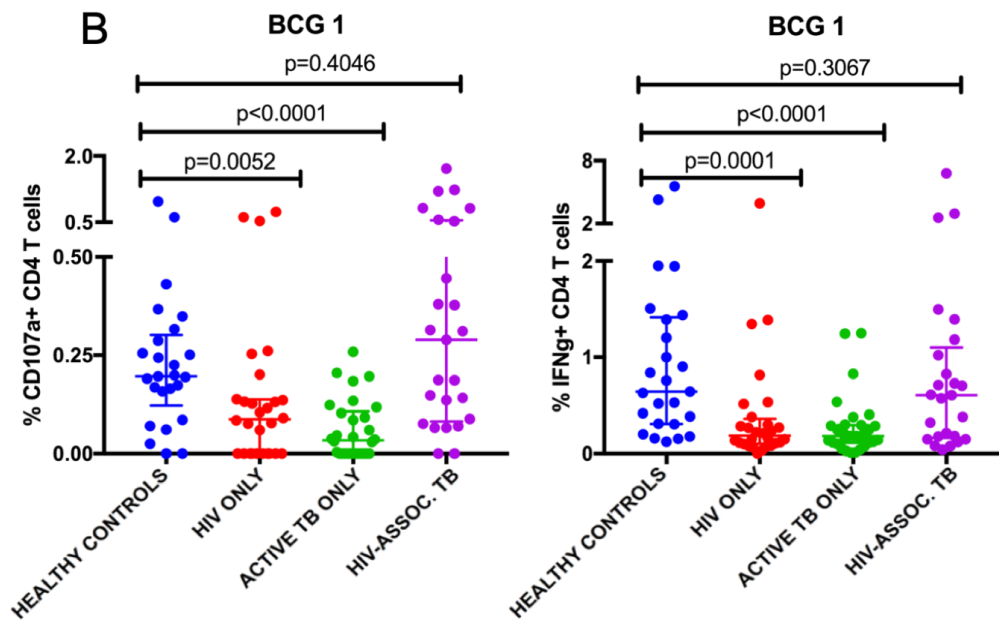 B
BCG 1
p=0.4046
p<0.0001
p=0.0052
% CD107a+ CD4 T cells
2.0
0.5
0.50
0.25
0.00
HEALTHY CONTROLS
HIV ONLY
ACTIVE TB ONLY
HIV-ASSOC. TB
BCG 1
p=0.3067
p<0.0001
p=0.0001
% IFNg+ CD4 T cells
8
2
2
1
0
HEALTHY CONTROLS
HIV ONLY
ACTIVE TB ONLY
HIV-ASSOC. TB